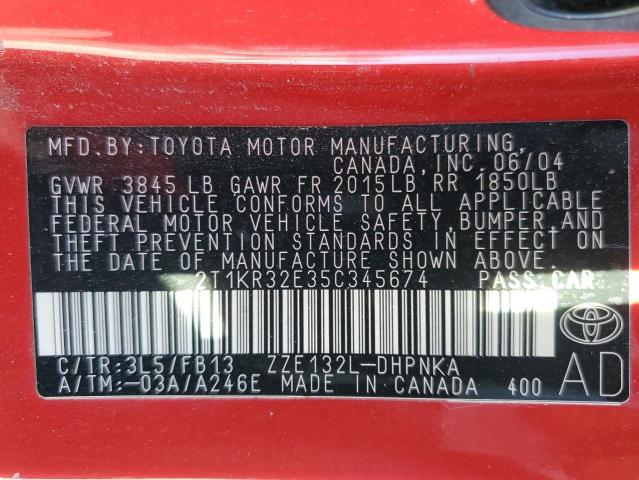 MFD.BY:TOYOTA MOTOR MANUFACTURING,
CANADA,INC. 06/04
GVWR 3845 LB GAWR FR 2015LB RR 1850LB
THIS VEHICLE CONFORMS TO ALL APPLICABLE
FEDERAL MOTOR VEHICLE SAFETY,BUMPER,AND
THEFT PREVENTION STANDARDS IN EFFECT ON
THE DATE OF MANUFACTURE SHOWN ABOVE.
2T1KR32E35C345674 PASS.CAR
C/TR:3L5/FB13 ZZE132L-DHPNKA
A/TM:-03A/A246E MADE IN CANADA 400
AD